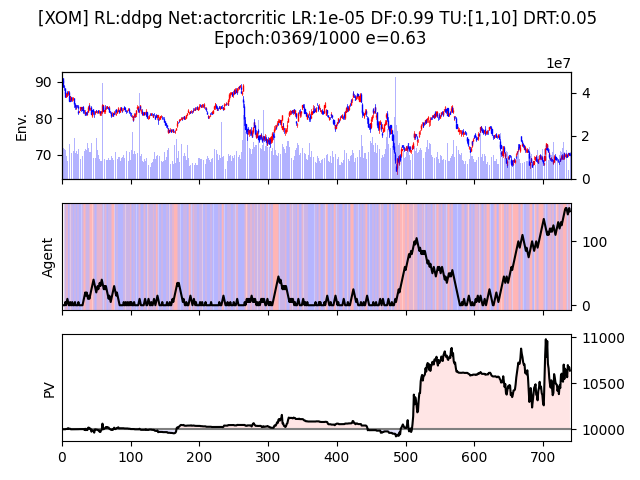 [XOM] RL:ddpg Net:actorcritic LR:1e-05 DF:0.99 TU:[1,10] DRT:0.05
Epoch:0369/1000 e=0.63
1e7
90
80
70
Env.
4
2
0
Agent
100
0
PV
11000
10500
10000
0 100 200 300 400 500 600 700